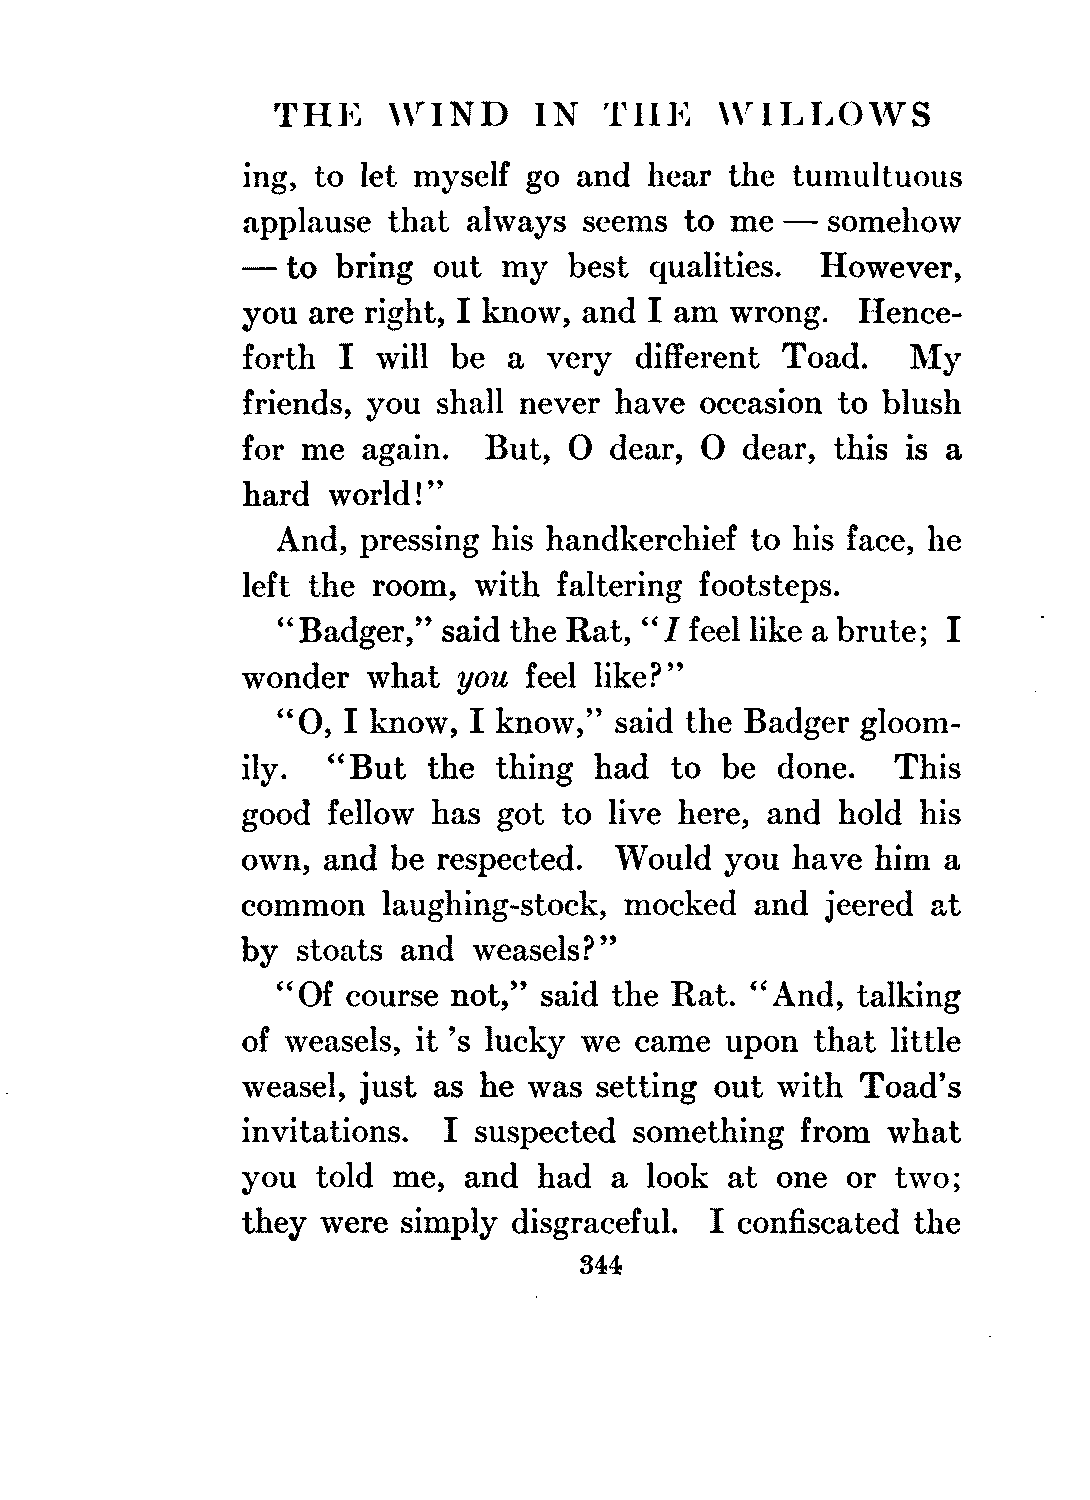 THE WIND IN THE WILLOWS
ing, to let myself go and hear the tumultuous
applause that always seems to me — somehow
— to bring out my best qualities. However,
you are right, I know, and I am wrong. Hence-
forth I will be a very different Toad. My
friends, you shall never have occasion to blush
for me again. But, O dear, O dear, this is a
hard world!”
And, pressing his handkerchief to his face, he
left the room, with faltering footsteps.
“Badger,” said the Rat, “I feel like a brute; I
wonder what you feel like?”
“O, I know, I know,” said the Badger gloom-
ily. “But the thing had to be done. This
good fellow has got to live here, and hold his
own, and be respected. Would you have him a
common laughing-stock, mocked and jeered at
by stoats and weasels?”
“Of course not,” said the Rat. “And, talking
of weasels, it ’s lucky we came upon that little
weasel, just as he was setting out with Toad’s
invitations. I suspected something from what
you told me, and had a look at one or two;
they were simply disgraceful. I confiscated the
344